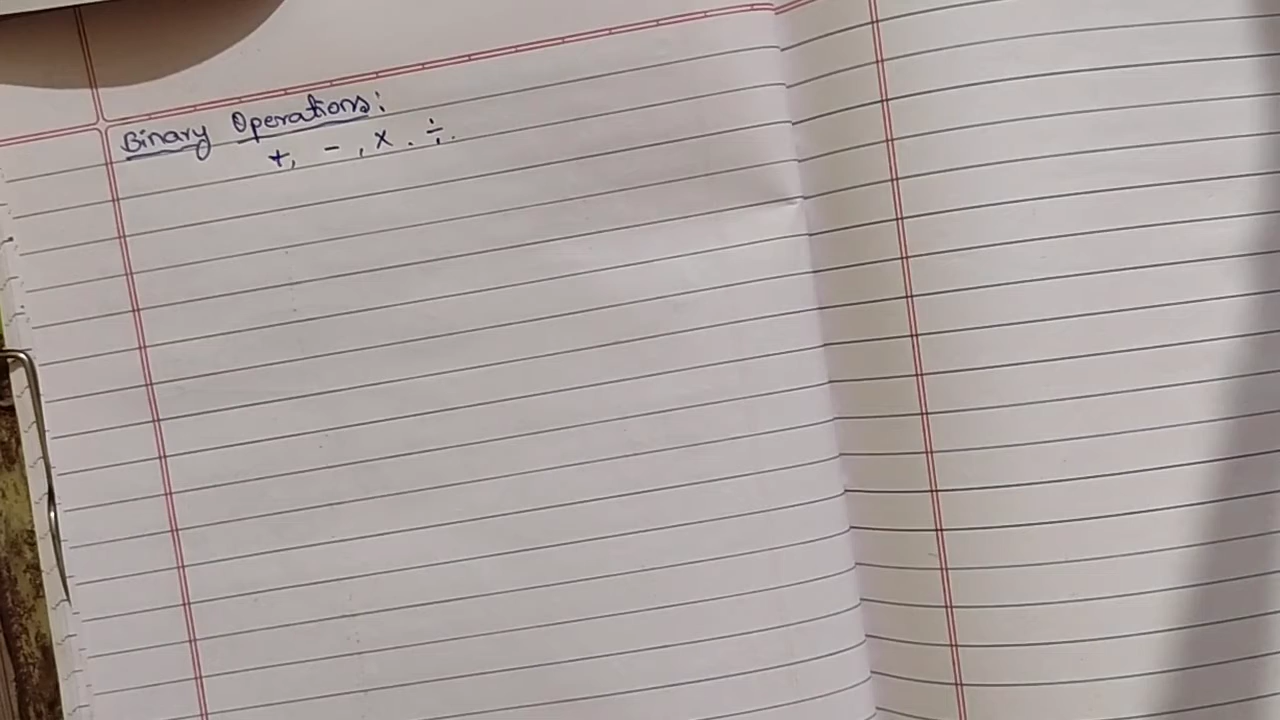 Binary Operations:
+, - , × . ÷.